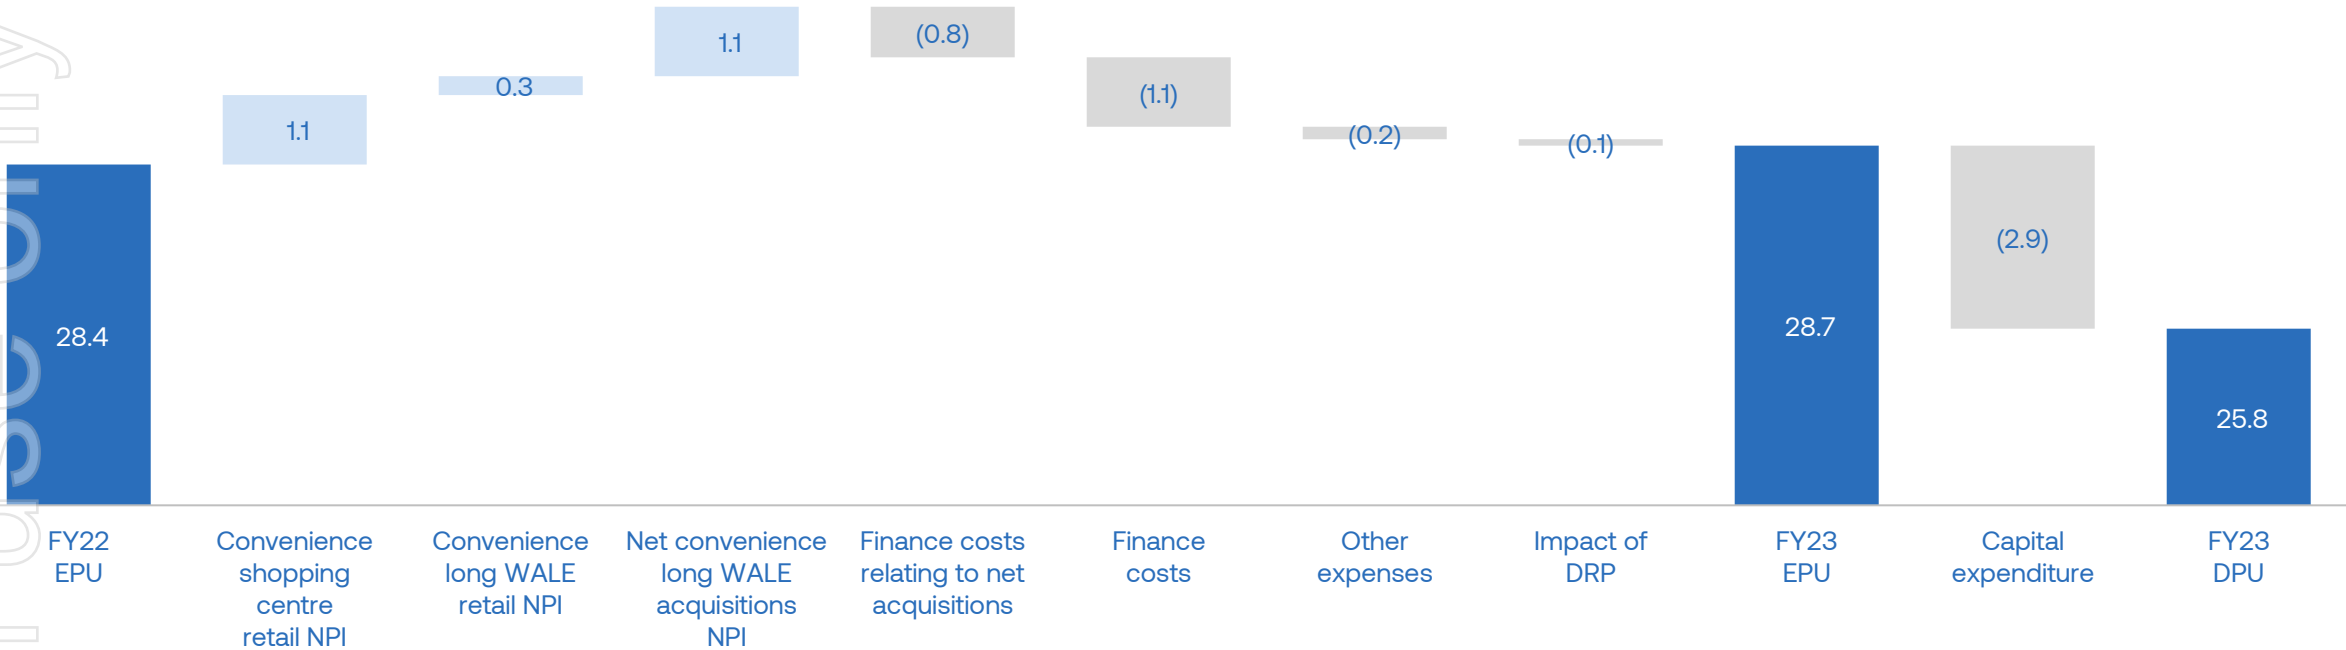 1.1
0.3
1.1
(0.8)
(1.1)
(0.2)
(0.1)
(2.9)
28.4
28.7
25.8
FY22
EPU
Convenience
shopping
centre
retail NPI
Convenience
long WALE
retail NPI
Net convenience
long WALE
acquisitions
NPI
Finance costs
relating to net
acquisitions
Finance
costs
Other
expenses
Impact of
DRP
FY23
EPU
Capital
expenditure
FY23
DPU